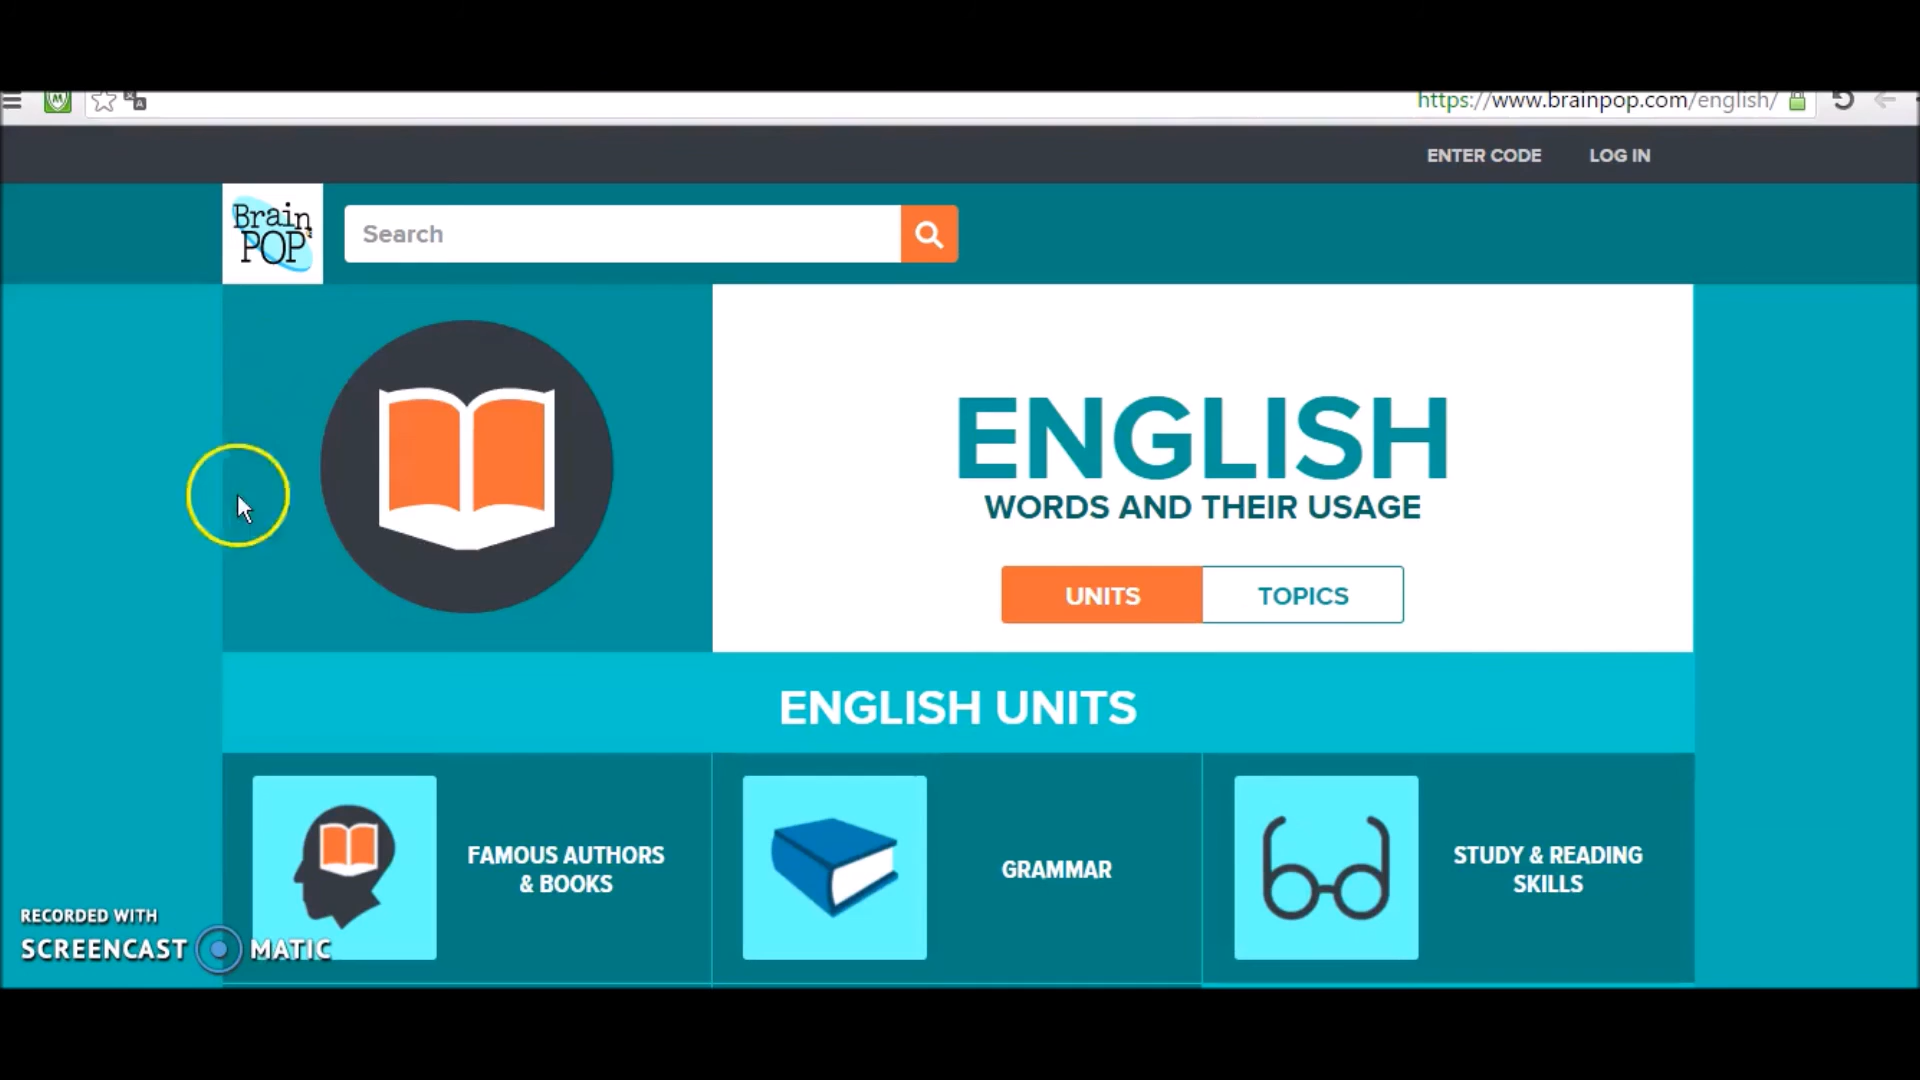 https://www.brainpop.com/english/
ENTER CODE
LOG IN
Brain
POP
Search
ENGLISH
WORDS AND THEIR USAGE
UNITS
TOPICS
ENGLISH UNITS
FAMOUS AUTHORS
& BOOKS
GRAMMAR
STUDY & READING
SKILLS
RECORDED WITH
SCREENCAST MATIC